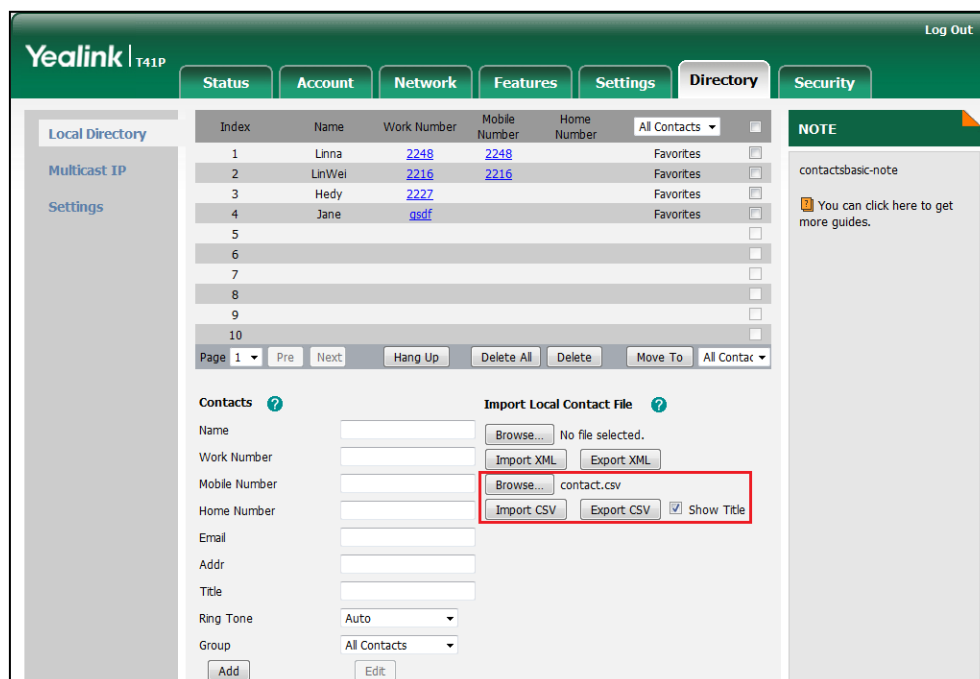 Log Out
Yealink | T41P
Status Account Network Features Settings Directory Security
Local Directory
Multicast IP
Settings
Index Name Work Number Mobile Number Home Number All Contacts
1 Linna 2248 2248 Favorites
2 LinWei 2216 2216 Favorites
3 Hedy 2227 Favorites
4 Jane qsdf Favorites
5
6
7
8
9
10
Page 1 Pre Next Hang Up Delete All Delete Move To All Contac
NOTE
contactsbasic-note
? You can click here to get
more guides.
Contacts ?
Name
Work Number
Mobile Number
Home Number
Email
Addr
Title
Ring Tone Auto
Group All Contacts
Add Edit
Import Local Contact File ?
Browse... No file selected.
Import XML Export XML
Browse... contact.csv
Import CSV Export CSV Show Title